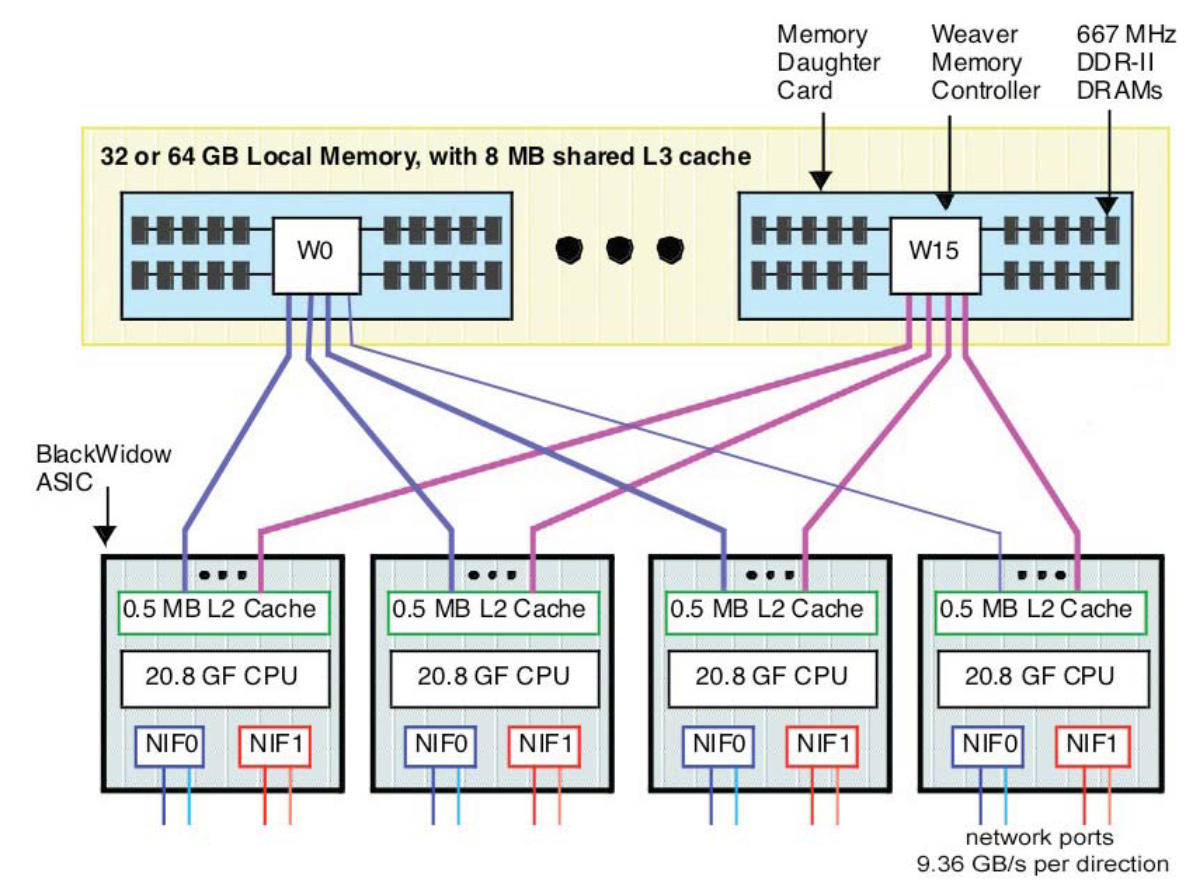 Memory
Daughter
Card
Weaver
Memory
Controller
667 MHz
DDR-II
DRAMs
32 or 64 GB Local Memory, with 8 MB shared L3 cache
W0
W15
BlackWidow
ASIC
0.5 MB L2 Cache
0.5 MB L2 Cache
0.5 MB L2 Cache
0.5 MB L2 Cache
20.8 GF CPU
20.8 GF CPU
20.8 GF CPU
20.8 GF CPU
NIF0
NIF1
NIF0
NIF1
NIF0
NIF1
NIF0
NIF1
network ports
9.36 GB/s per direction